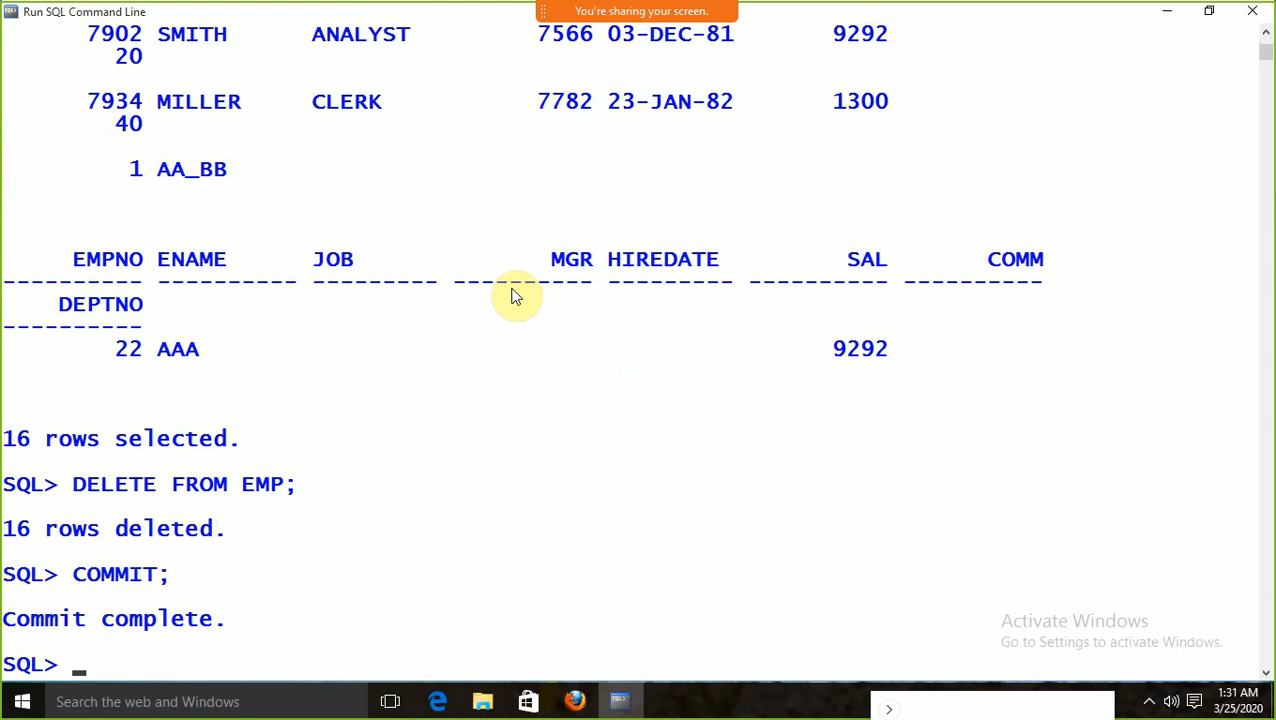 Run SQL Command Line
You're sharing your screen.
7902 SMITH ANALYST 7566 03-DEC-81 9292
20
7934 MILLER CLERK 7782 23-JAN-82 1300
40
1 AA_BB
EMPNO ENAME JOB MGR HIREDATE SAL COMM
---------- ---------- --------- ---------- --------- ---------- ----------
DEPTNO
----------
22 AAA 9292
16 rows selected.
SQL> DELETE FROM EMP;
16 rows deleted.
SQL> COMMIT;
Commit complete.
SQL> _
Activate Windows
Go to Settings to activate Windows.
Search the web and Windows
1:31 AM
3/25/2020